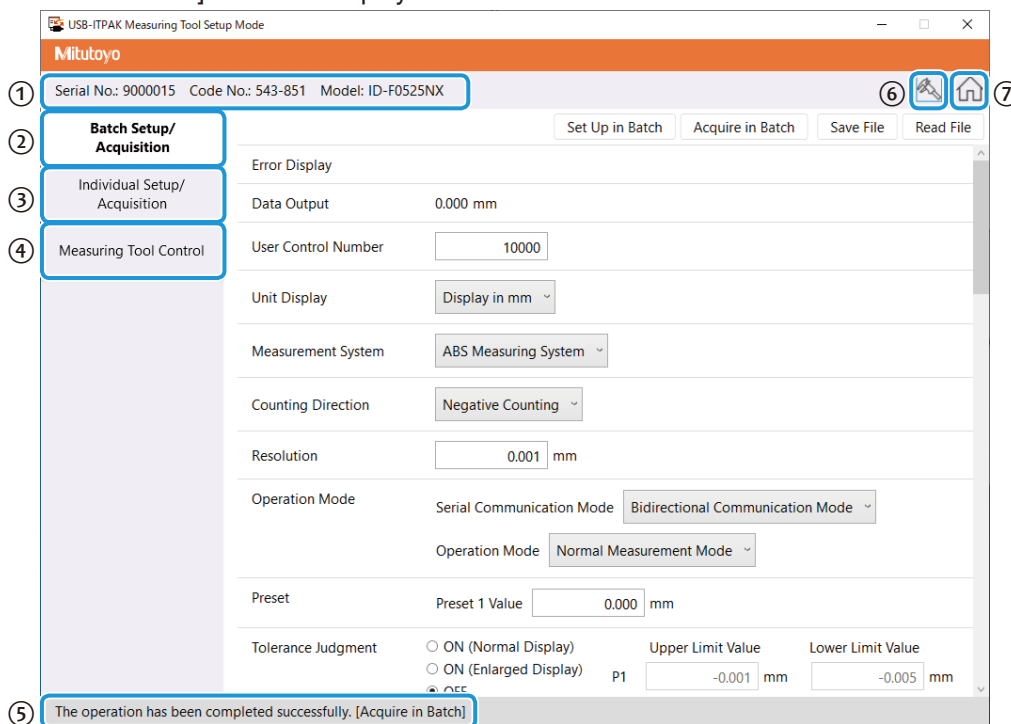 USB-ITPAK Measuring Tool Setup Mode
Mitutoyo
① Serial No.: 9000015 Code No.: 543-851 Model: ID-F0525NX ⑥ ⑦
② Batch Setup/
Acquisition
Set Up in Batch Acquire in Batch Save File Read File
Error Display
③ Individual Setup/
Acquisition
Data Output 0.000 mm
④ Measuring Tool Control
User Control Number 10000
Unit Display Display in mm
Measurement System ABS Measuring System
Counting Direction Negative Counting
Resolution 0.001 mm
Operation Mode Serial Communication Mode Bidirectional Communication Mode
Operation Mode Normal Measurement Mode
Preset Preset 1 Value 0.000 mm
Tolerance Judgment ON (Normal Display) Upper Limit Value Lower Limit Value
ON (Enlarged Display) P1 -0.001 mm -0.005 mm
OFF
⑤ The operation has been completed successfully. [Acquire in Batch]